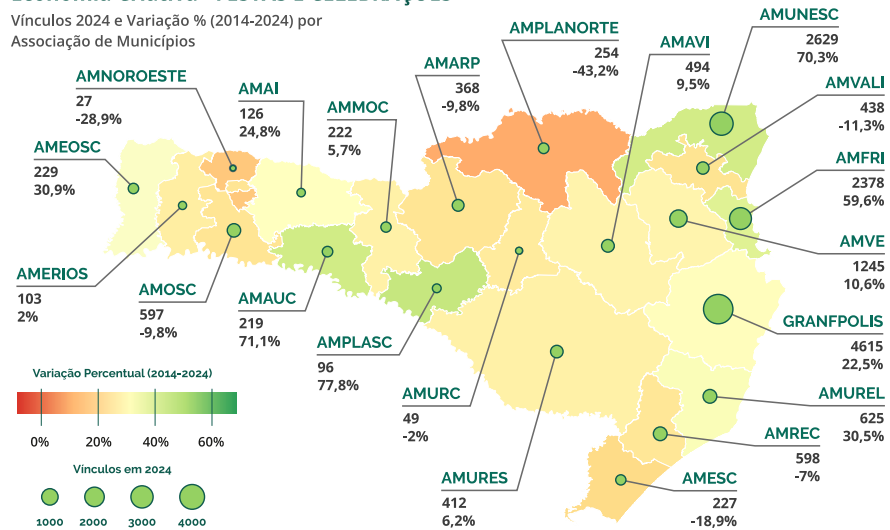 Vínculos 2024 e Variação % (2014-2024) por
Associação de Municípios
AMNOROESTE
27
-28,9%
AMEOSC
229
30,9%
AMAI
126
24,8%
AMMOC
222
5,7%
AMARP
368
-9,8%
AMPLANORTE
254
-43,2%
AMAVI
494
9,5%
AMUNESC
2629
70,3%
AMVALI
438
-11,3%
AMFRI
2378
59,6%
AMVE
1245
10,6%
GRANFPOLIS
4615
22,5%
AMUREL
625
30,5%
AMREC
598
-7%
AMESC
227
-18,9%
AMURES
412
6,2%
AMURC
49
-2%
AMPLASC
96
77,8%
AMAUC
219
71,1%
AMOSC
597
-9,8%
AMERIOS
103
2%
Variação Percentual (2014-2024)
0% 20% 40% 60%
Vínculos em 2024
1000 2000 3000 4000